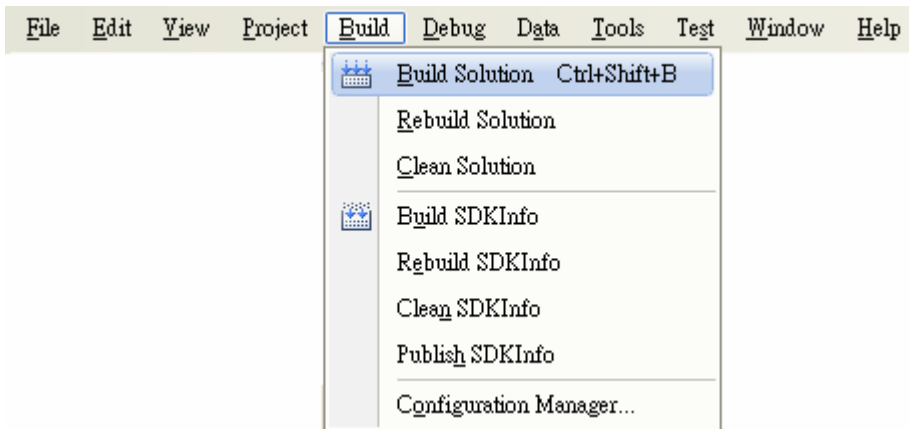 File Edit View Project Build Debug Data Tools Test Window Help
Build Solution Ctrl+Shift+B
Rebuild Solution
Clean Solution
Build SDKInfo
Rebuild SDKInfo
Clean SDKInfo
Publish SDKInfo
Configuration Manager...